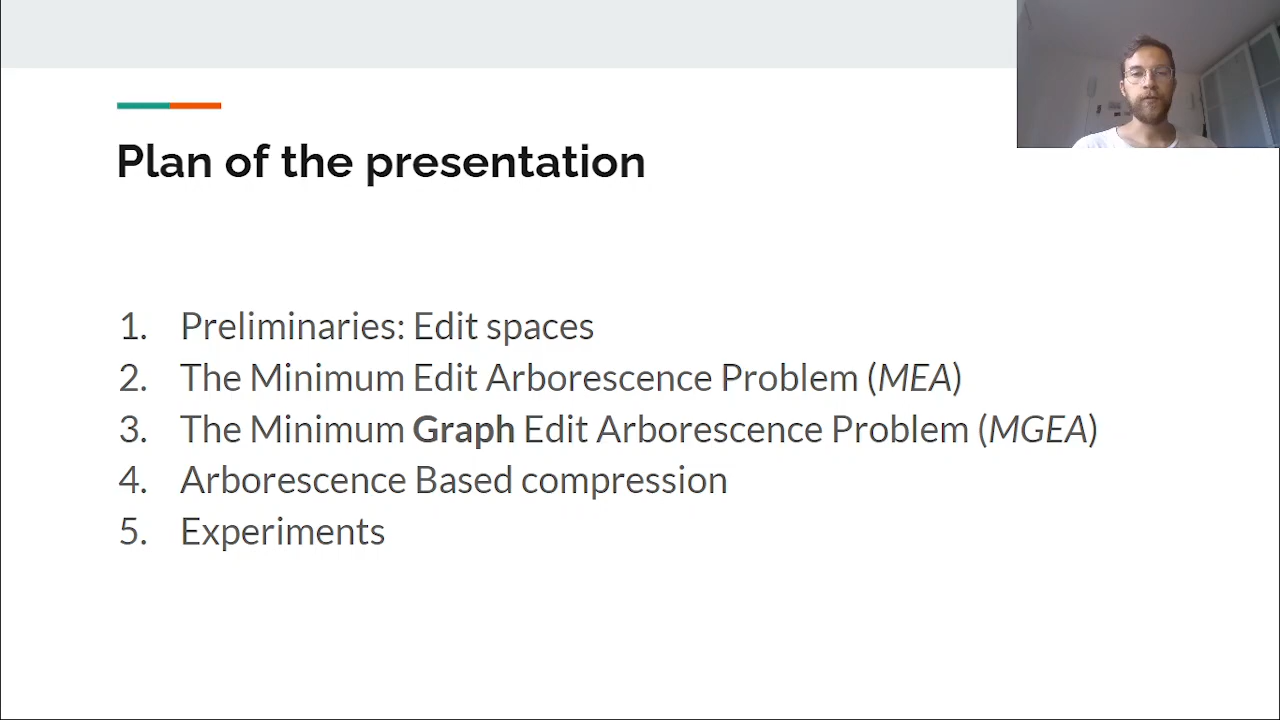 Plan of the presentation
1. Preliminaries: Edit spaces
2. The Minimum Edit Arborescence Problem (MEA)
3. The Minimum Graph Edit Arborescence Problem (MGEA)
4. Arborescence Based compression
5. Experiments